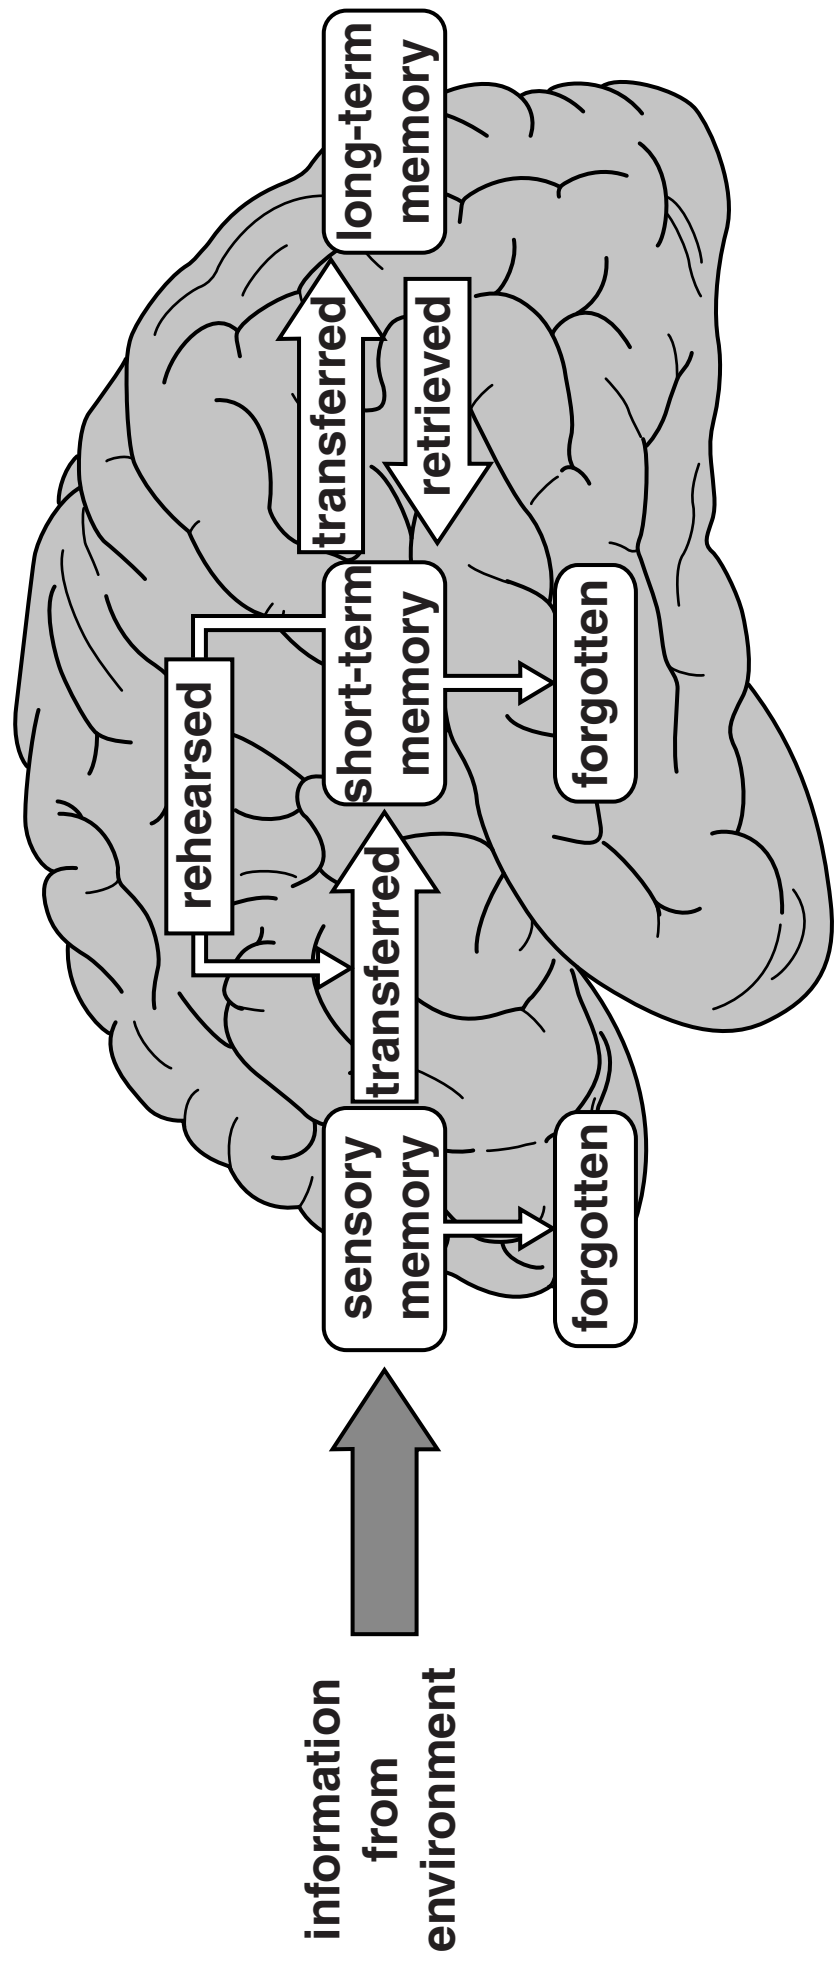 information
from
environment
sensory
memory
forgotten
transferred
rehearsed
short-term
memory
forgotten
transferred
retrieved
long-term
memory